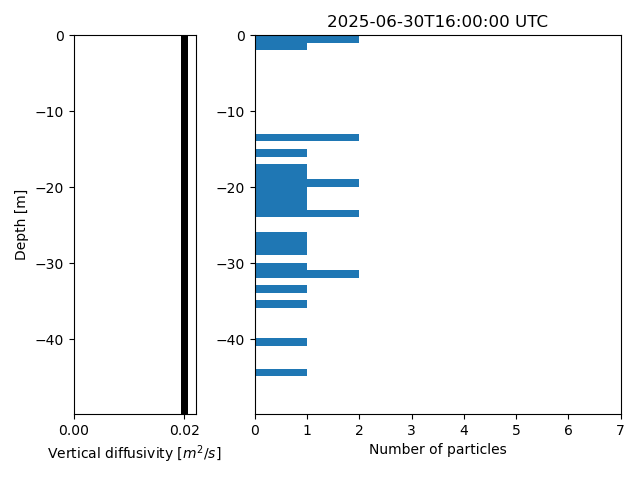 2025-06-30T16:00:00 UTC
0
−10
−20
−30
−40
Depth [m]
0.00 0.02
Vertical diffusivity [m²/s]
0
−10
−20
−30
−40
0 1 2 3 4 5 6 7
Number of particles